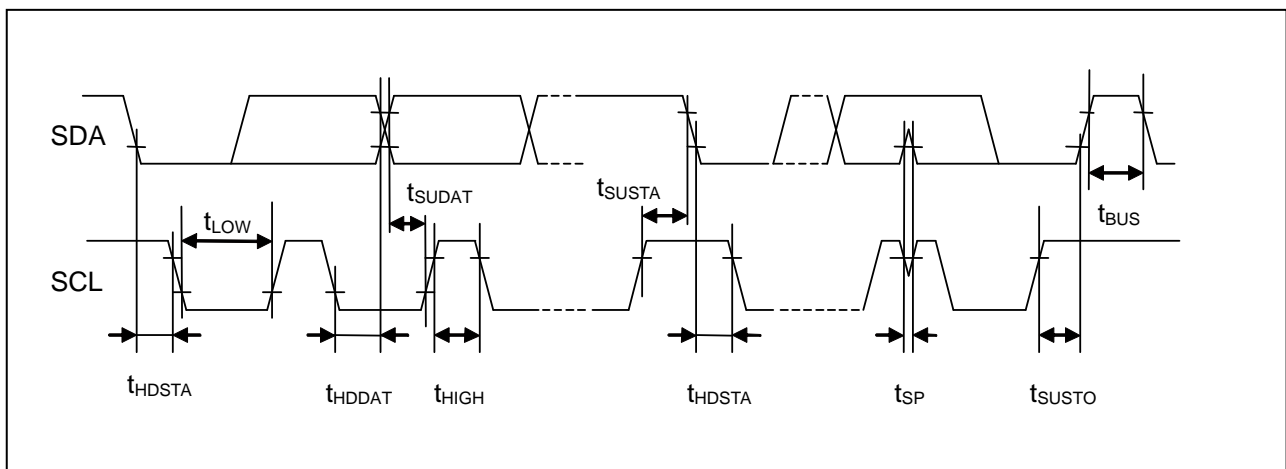 SDA
tSUDAT
tSUSTA
tLOW
tBUS
SCL
tHDSTA
tHDDAT
tHIGH
tHDSTA
tSP
tSUSTO